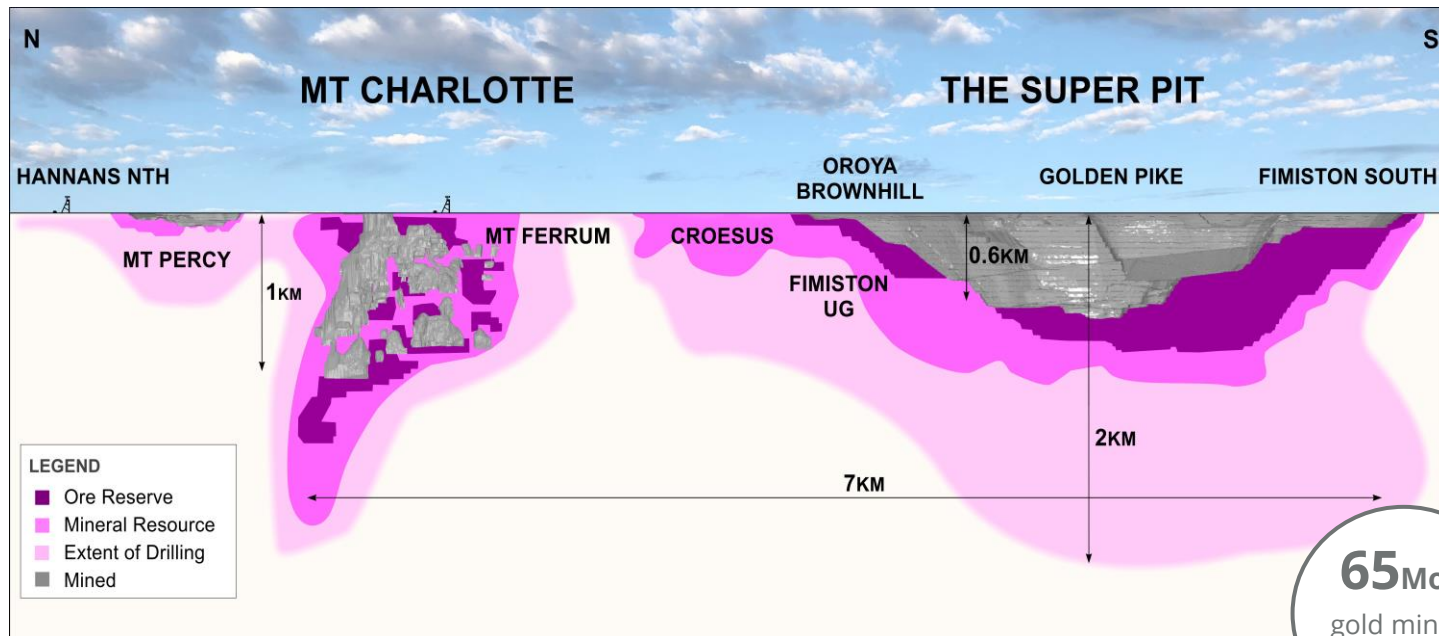 N
S
MT CHARLOTTE
THE SUPER PIT
HANNANS NTH
OROYA
BROWNHILL
GOLDEN PIKE
FIMISTON SOUTH
MT PERCY
MT FERRUM
CROESUS
1KM
0.6KM
FIMISTON
UG
2KM
7KM
LEGEND
Ore Reserve
Mineral Resource
Extent of Drilling
Mined
65
gold